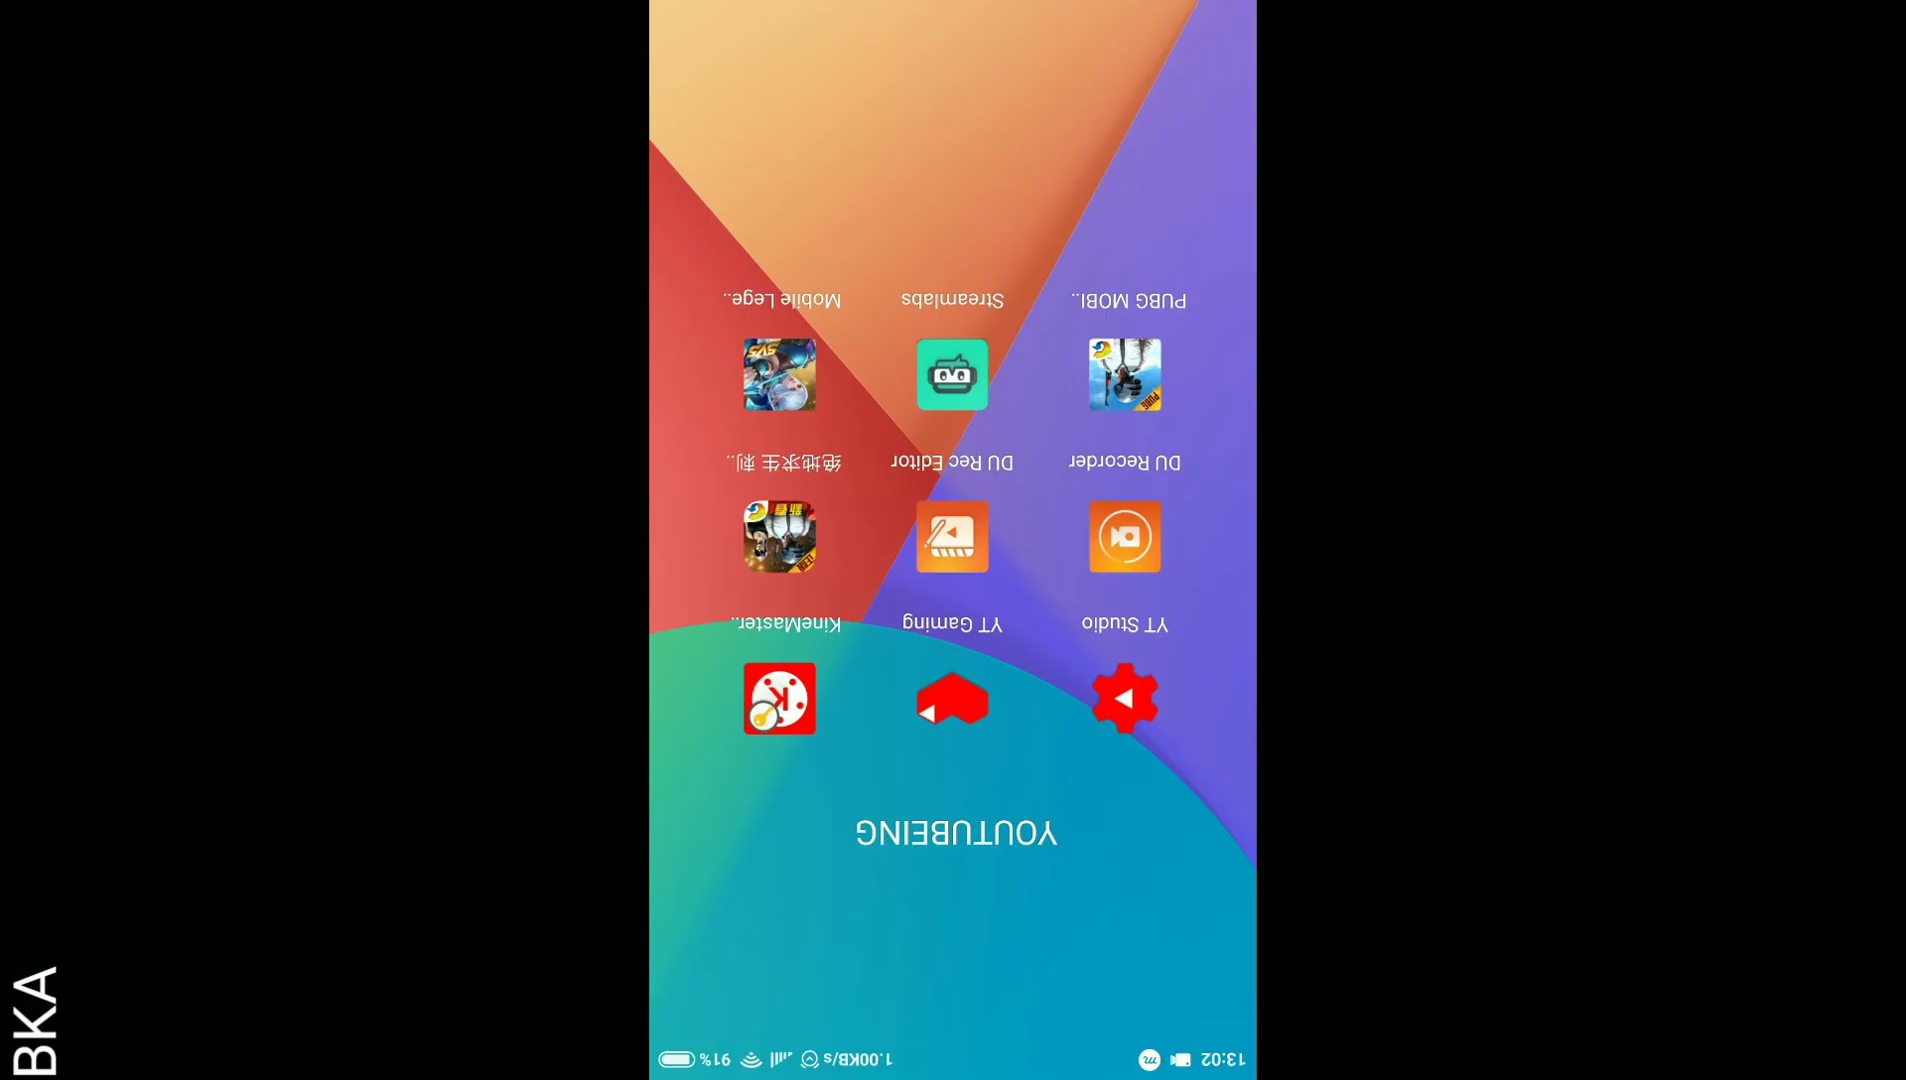 13:02 1.00KB/s 91%
YOUTUBEING
YT Studio YT Gaming KineMaster..
DU Recorder DU Rec Editor 绝地求生 刺..
PUBG MOBI.. Streamlabs Mobile Lege..
BKA